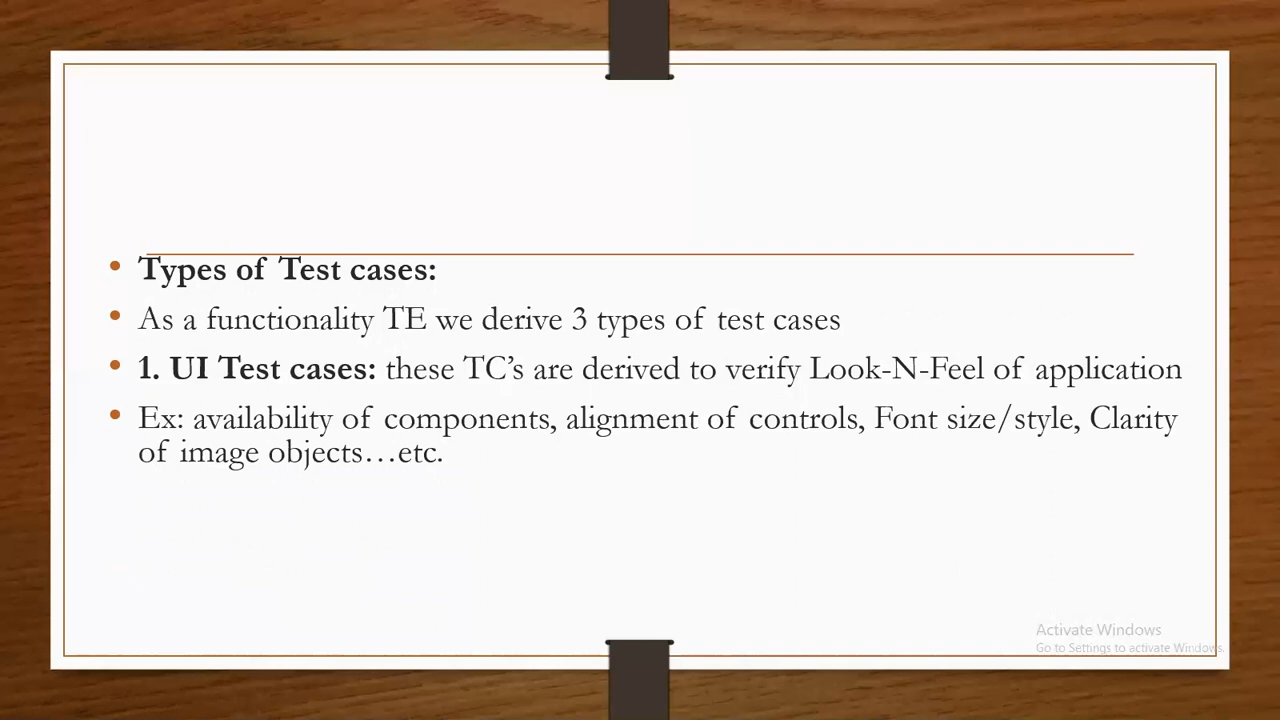 • Types of Test cases:
• As a functionality TE we derive 3 types of test cases
• 1. UI Test cases: these TC’s are derived to verify Look-N-Feel of application
• Ex: availability of components, alignment of controls, Font size/style, Clarity
of image objects…etc.
Activate Windows
Go to Settings to activate Windows.